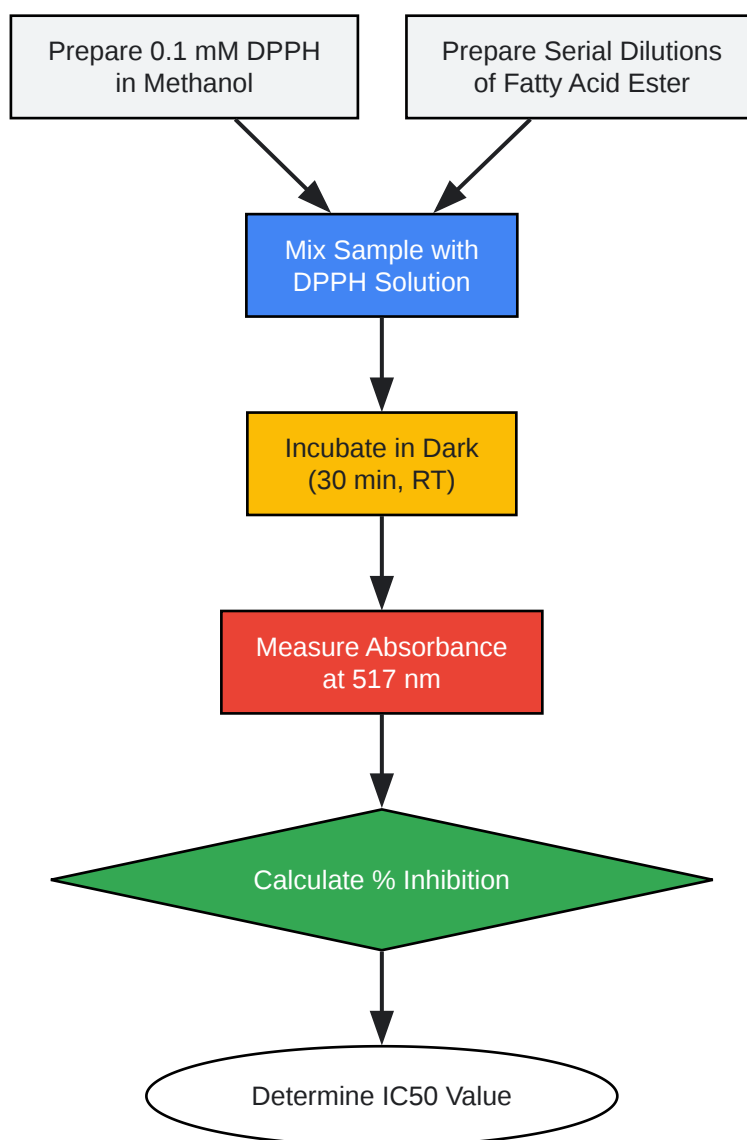 Prepare 0.1 mM DPPH
in Methanol
Prepare Serial Dilutions
of Fatty Acid Ester
Mix Sample with
DPPH Solution
Incubate in Dark
(30 min, RT)
Measure Absorbance
at 517 nm
Calculate % Inhibition
Determine IC50 Value